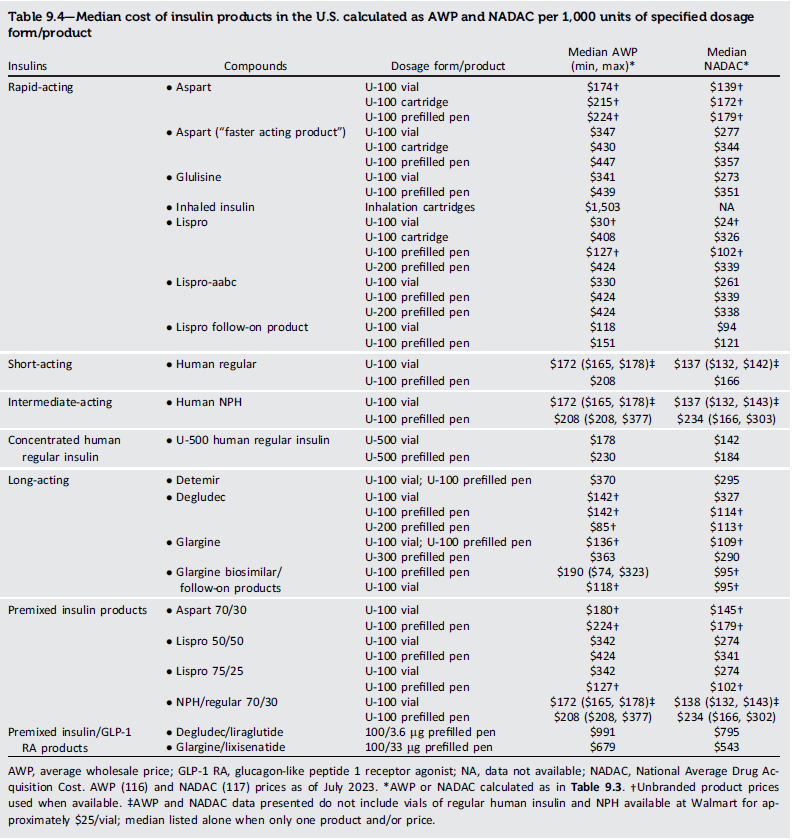 Table 9.4—Median cost of insulin products in the U.S. calculated as AWP and NADAC per 1,000 units of specified dosage
form/product
Insulins Compounds Dosage form/product Median AWP (min, max)* Median NADAC*
Rapid-acting • Aspart U-100 vial $174† $139†
U-100 cartridge $215† $172†
U-100 prefilled pen $224† $179†
• Aspart (“faster acting product”) U-100 vial $347 $277
U-100 cartridge $430 $344
U-100 prefilled pen $447 $357
• Glulisine U-100 vial $341 $273
U-100 prefilled pen $439 $351
• Inhaled insulin Inhalation cartridges $1,503 NA
• Lispro U-100 vial $30† $24†
U-100 cartridge $408 $326
U-100 prefilled pen $127† $102†
U-200 prefilled pen $424 $339
• Lispro-aabc U-100 vial $330 $261
U-100 prefilled pen $424 $339
U-200 prefilled pen $424 $338
• Lispro follow-on product U-100 vial $118 $94
U-100 prefilled pen $151 $121
Short-acting • Human regular U-100 vial $172 ($165, $178)‡ $137 ($132, $142)‡
U-100 prefilled pen $208 $166
Intermediate-acting • Human NPH U-100 vial $172 ($165, $178)‡ $137 ($132, $143)‡
U-100 prefilled pen $208 ($208, $377) $234 ($166, $303)
Concentrated human • U-500 human regular insulin U-500 vial $178 $142
regular insulin U-500 prefilled pen $230 $184
Long-acting • Detemir U-100 vial; U-100 prefilled pen $370 $295
• Degludec U-100 vial $142† $327
U-100 prefilled pen $142† $114†
U-200 prefilled pen $85† $113†
• Glargine U-100 vial; U-100 prefilled pen $136† $109†
U-300 prefilled pen $363 $290
• Glargine biosimilar/ U-100 prefilled pen $190 ($74, $323) $95†
follow-on products U-100 vial $118† $95†
Premixed insulin products • Aspart 70/30 U-100 vial $180† $145†
U-100 prefilled pen $224† $179†
• Lispro 50/50 U-100 vial $342 $274
U-100 prefilled pen $424 $341
• Lispro 75/25 U-100 vial $342 $274
U-100 prefilled pen $127† $102†
• NPH/regular 70/30 U-100 vial $172 ($165, $178)‡ $138 ($132, $143)‡
U-100 prefilled pen $208 ($208, $377) $234 ($166, $302)
Premixed insulin/GLP-1 • Degludec/liraglutide 100/3.6 µg prefilled pen $991 $795
RA products • Glargine/lixisenatide 100/33 µg prefilled pen $679 $543
AWP, average wholesale price; GLP-1 RA, glucagon-like peptide 1 receptor agonist; NA, data not available; NADAC, National Average Drug Ac-
quisition Cost. AWP (116) and NADAC (117) prices as of July 2023. *AWP or NADAC calculated as in Table 9.3. †Unbranded product prices
used when available. ‡AWP and NADAC data presented do not include vials of regular human insulin and NPH available at Walmart for ap-
proximately $25/vial; median listed alone when only one product and/or price.